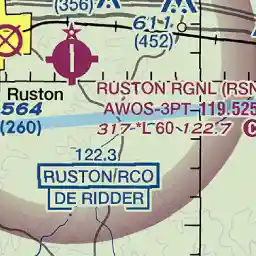 (356)
611
(452)
Ruston
RUSTON RGNL (RSN
564
AWOS-3PT 119.525
(260)
317 *L 60 122.7 C
122.3
RUSTON/RCO
DE RIDDER